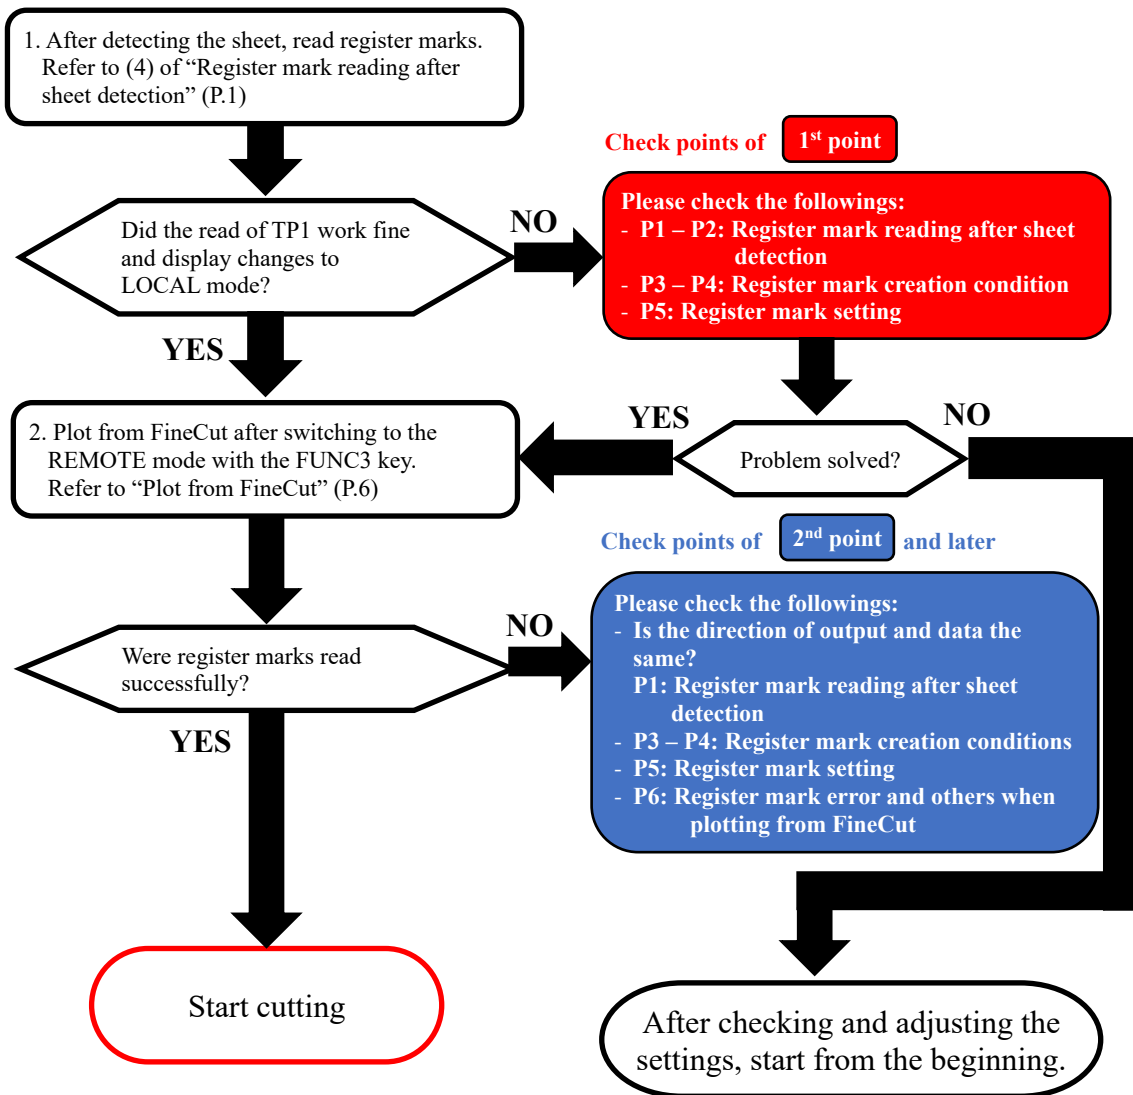 1. After detecting the sheet, read register marks.
Refer to (4) of “Register mark reading after
sheet detection” (P.1)
Check points of 1st point
Did the read of TP1 work fine
and display changes to
LOCAL mode?
NO
Please check the followings:
- P1 – P2: Register mark reading after sheet
detection
- P3 – P4: Register mark creation condition
- P5: Register mark setting
YES
2. Plot from FineCut after switching to the
REMOTE mode with the FUNC3 key.
Refer to “Plot from FineCut” (P.6)
YES
Problem solved?
NO
Check points of 2nd point and later
Were register marks read
successfully?
NO
Please check the followings:
- Is the direction of output and data the
same?
P1: Register mark reading after sheet
detection
- P3 – P4: Register mark creation conditions
- P5: Register mark setting
- P6: Register mark error and others when
plotting from FineCut
YES
Start cutting
After checking and adjusting the
settings, start from the beginning.